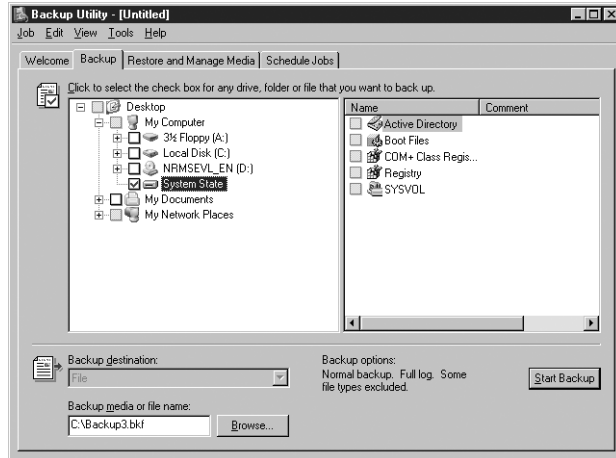 Backup Utility - [Untitled]
Job Edit View Tools Help
Welcome Backup Restore and Manage Media Schedule Jobs
Click to select the check box for any drive, folder or file that you want to back up.
Desktop
My Computer
3½ Floppy (A:)
Local Disk (C:)
NRMSEVL_EN (D:)
System State
My Documents
My Network Places
Name Comment
Active Directory
Boot Files
COM+ Class Regis...
Registry
SYSVOL
Backup destination:
File
Backup media or file name:
C:\Backup3.bkf
Browse...
Backup options:
Normal backup. Full log. Some
file types excluded.
Start Backup